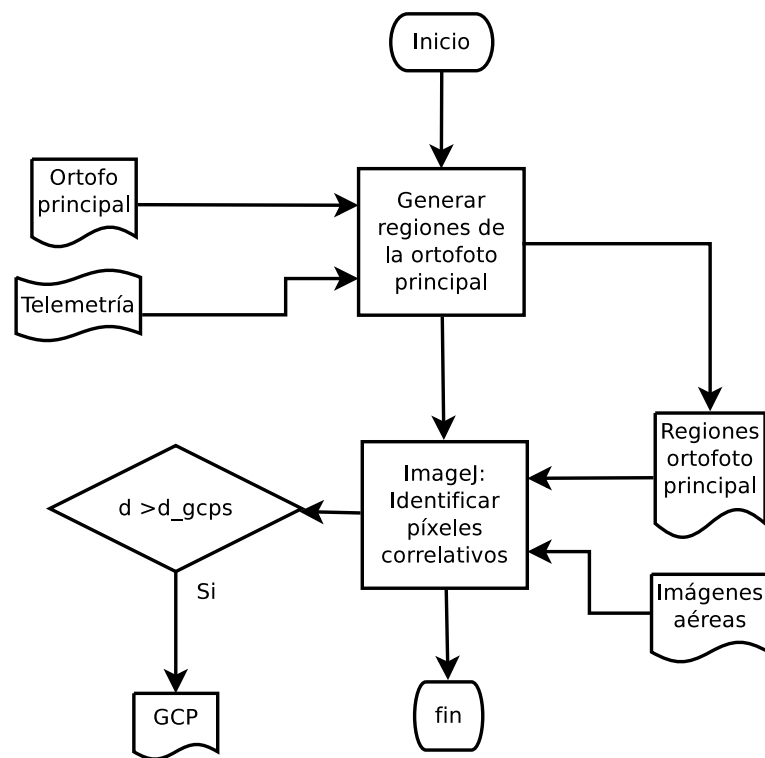 Inicio
Ortofo
principal
Generar
regiones de
la ortofoto
principal
Telemetría
Regiones
ortofoto
principal
ImageJ:
Identificar
píxeles
correlativos
d >d_gcps
Si
Imágenes
aéreas
GCP
fin